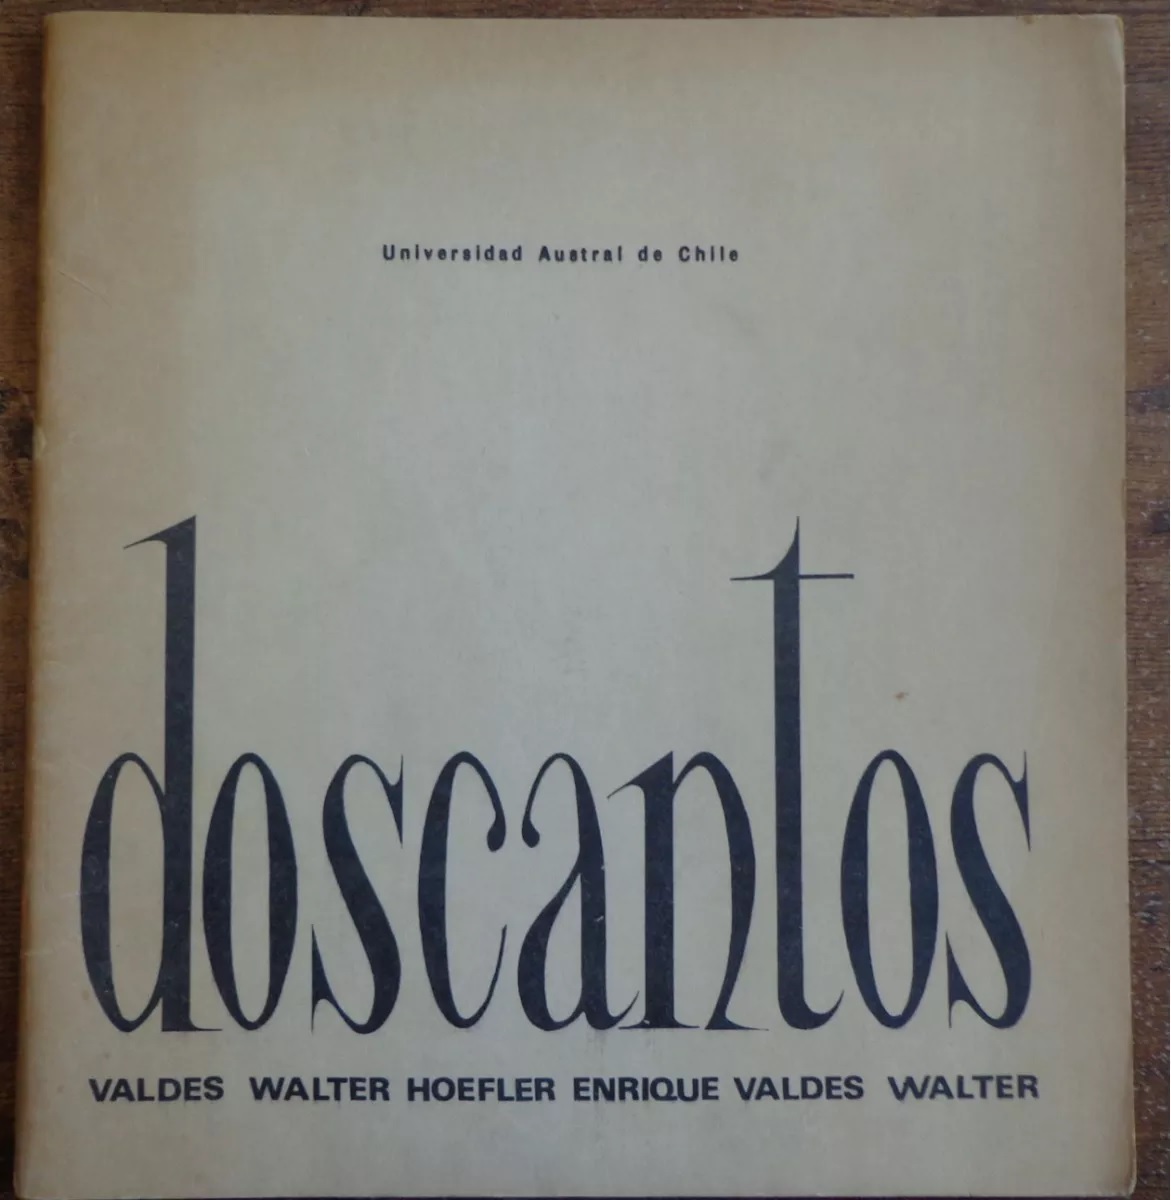 Universidad Austral de Chile
doscantos
VALDES WALTER HOEFLER ENRIQUE VALDES WALTER